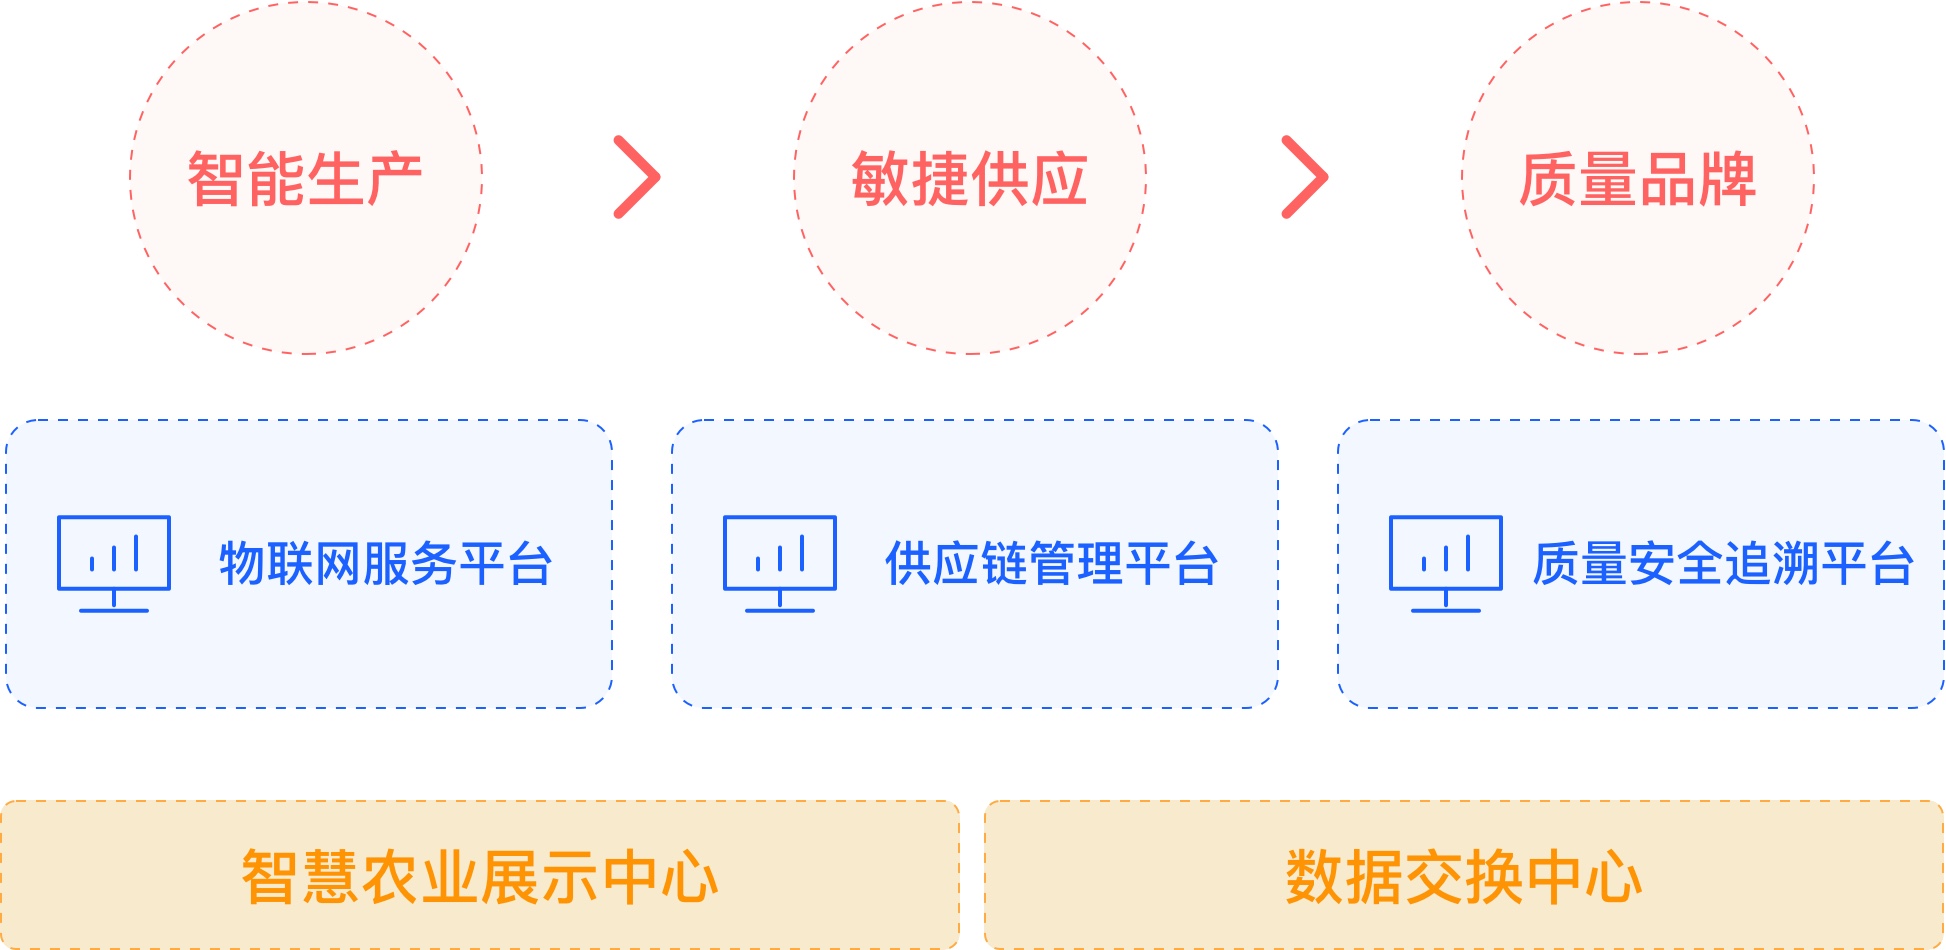 智能生产
敏捷供应
质量品牌
物联网服务平台
供应链管理平台
质量安全追溯平台
智慧农业展示中心
数据交换中心